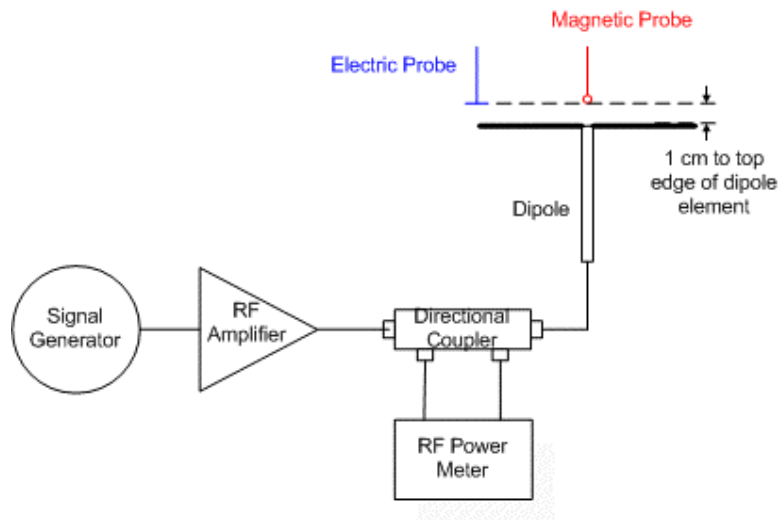 Magnetic Probe
Electric Probe
1 cm to top
edge of dipole
element
Dipole
Signal
Generator
RF
Amplifier
Directional
Coupler
RF Power
Meter